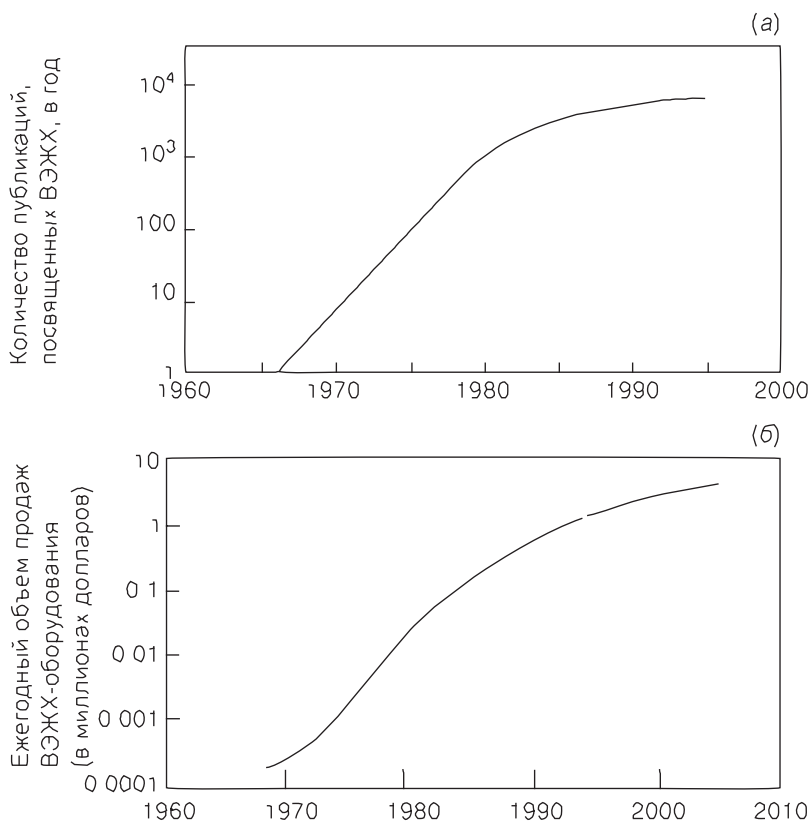 (а)
Количество публикаций,
посвященных ВЭЖХ, в год
10⁴
10³
100
10
1
1960 1970 1980 1990 2000
(б)
Ежегодный объем продаж
ВЭЖХ-оборудования
(в миллионах долларов)
10
1
0 1
0 01
0 001
0 0001
1960 1970 1980 1990 2000 2010